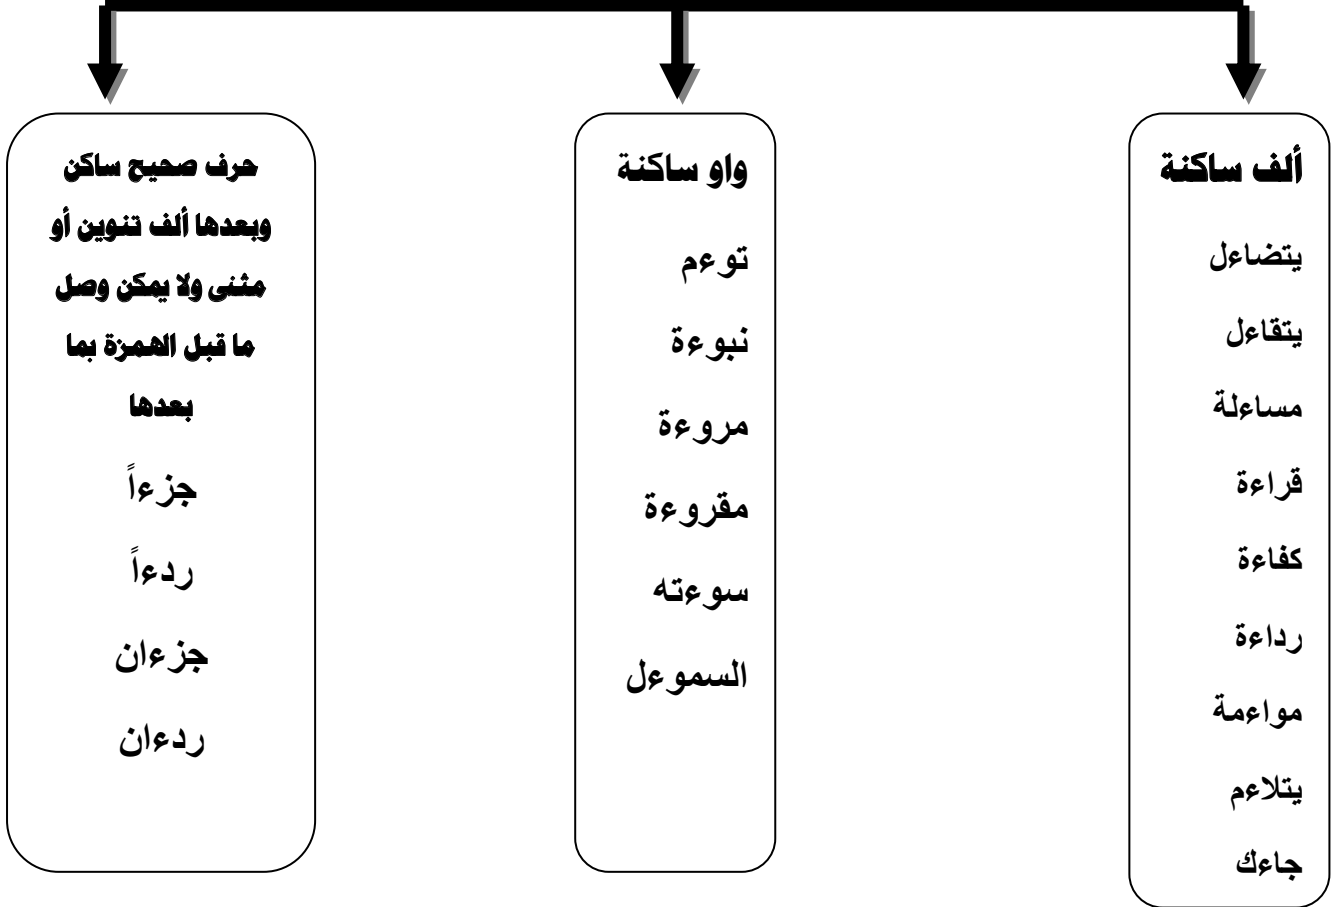 ألف ساكنة
يتضاءل
يتقاءل
مساءلة
قراءة
كفاءة
رداءة
مواءمة
يتلاءم
جاءك
واو ساكنة
توءم
نبوءة
مروءة
مقروءة
سوءته
السموءل
حرف صحيح ساكن
وبعدها ألف تنوين أو
مثنى ولا يمكن وصل
ما قبل الهمزة بما
بعدها
جزءاً
ردءاً
جزءان
ردءان